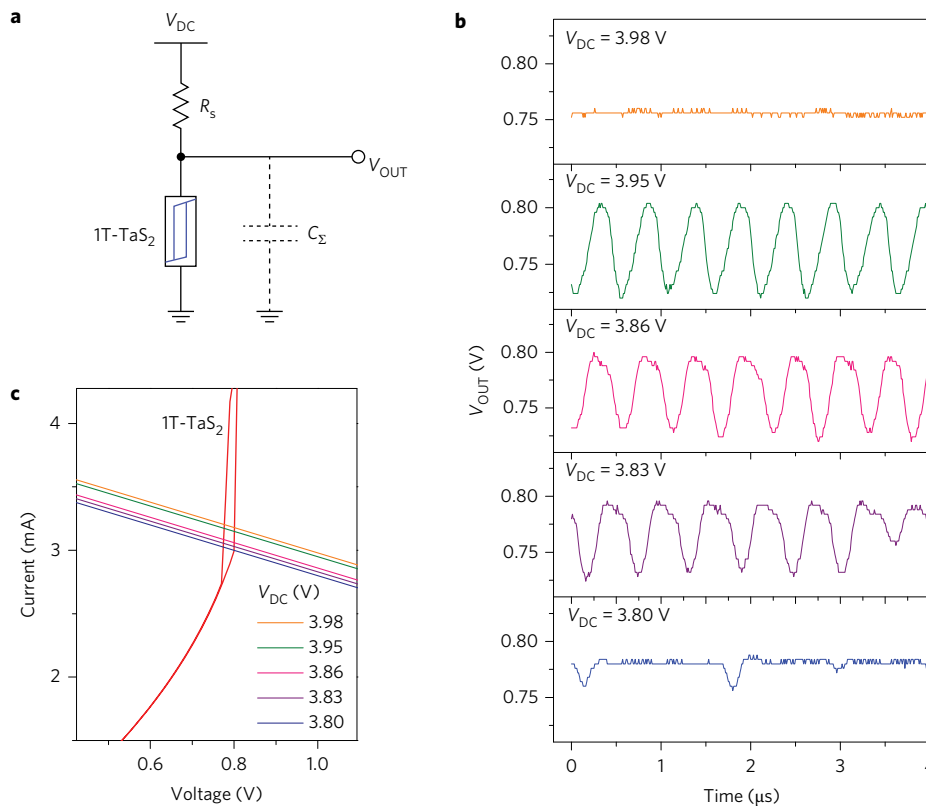 a
V_DC
R_s
V_OUT
1T-TaS₂
C_Σ
b
V_DC = 3.98 V
0.80
0.75
V_DC = 3.95 V
0.80
0.75
V_DC = 3.86 V
0.80
0.75
V_DC = 3.83 V
0.80
0.75
V_DC = 3.80 V
0.80
0.75
V_OUT (V)
0 1 2 3 4
Time (μs)
c
1T-TaS₂
4
3
2
Current (mA)
V_DC (V)
3.98
3.95
3.86
3.83
3.80
0.6 0.8 1.0
Voltage (V)